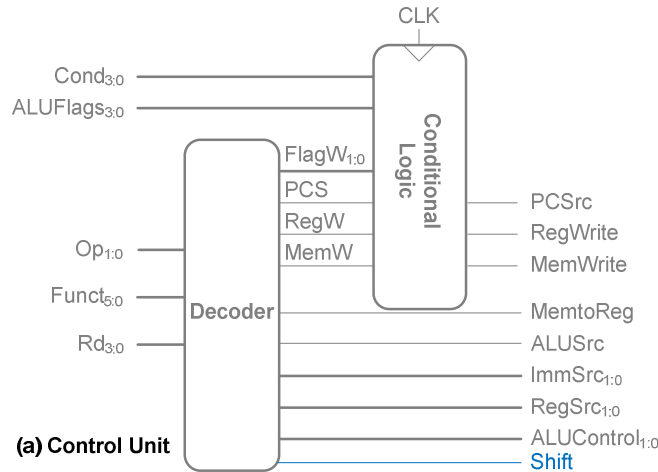 CLK
Cond3:0
ALUFlags3:0
Conditional
Logic
FlagW1:0
PCS
PCSrc
RegW
RegWrite
Op1:0
MemW
MemWrite
Funct5:0
Decoder
MemtoReg
Rd3:0
ALUSrc
ImmSrc1:0
RegSrc1:0
(a) Control Unit
ALUControl1:0
Shift